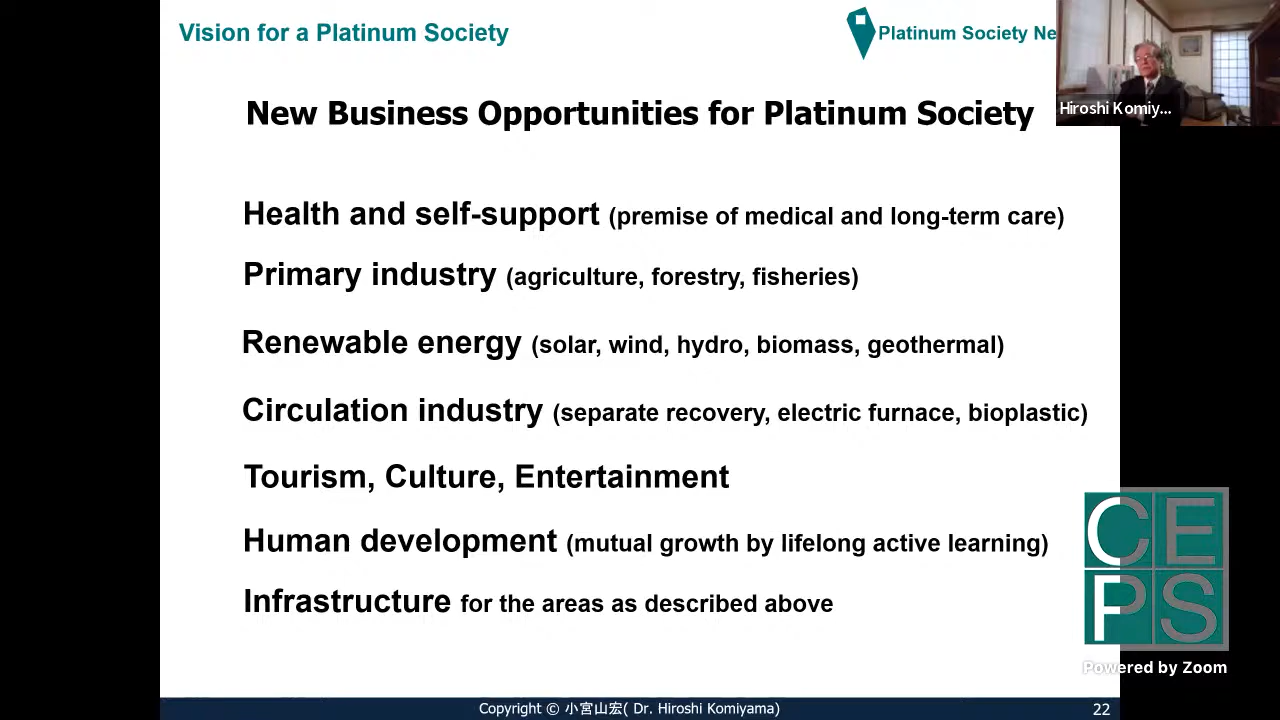 Vision for a Platinum Society
Platinum Society Ne
Hiroshi Komiy...
New Business Opportunities for Platinum Society
Health and self-support (premise of medical and long-term care)
Primary industry (agriculture, forestry, fisheries)
Renewable energy (solar, wind, hydro, biomass, geothermal)
Circulation industry (separate recovery, electric furnace, bioplastic)
Tourism, Culture, Entertainment
Human development (mutual growth by lifelong active learning)
Infrastructure for the areas as described above
CE
PS
Powered by Zoom
Copyright © 小宮山宏( Dr. Hiroshi Komiyama)
22